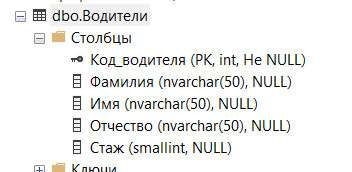 dbo.Водители
Столбцы
Код_водителя (PK, int, Не NULL)
Фамилия (nvarchar(50), NULL)
Имя (nvarchar(50), NULL)
Отчество (nvarchar(50), NULL)
Стаж (smallint, NULL)
Ключи